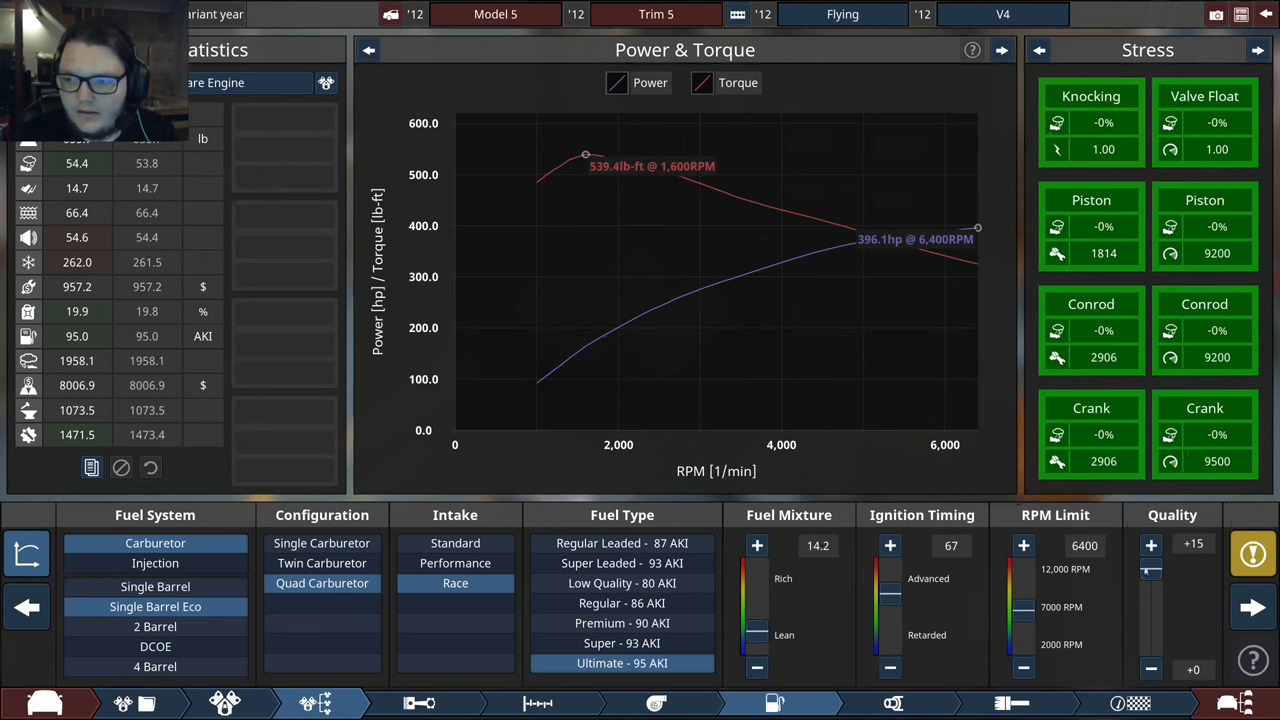 ariant year
'12
Model 5
'12
Trim 5
'12
Flying
'12
V4
atistics
are Engine
lb
54.4 53.8
14.7 14.7
66.4 66.4
54.6 54.4
262.0 261.5
957.2 957.2 $
19.9 19.8 %
95.0 95.0 AKI
1958.1 1958.1
8006.9 8006.9 $
1073.5 1073.5
1471.5 1473.4
Power & Torque
?
Power
Torque
Power [hp] / Torque [lb-ft]
600.0
500.0
400.0
300.0
200.0
100.0
0.0
539.4lb-ft @ 1,600RPM
396.1hp @ 6,400RPM
0 2,000 4,000 6,000
RPM [1/min]
Stress
Knocking
-0%
1.00
Valve Float
-0%
1.00
Piston
-0%
1814
Piston
-0%
9200
Conrod
-0%
2906
Conrod
-0%
9200
Crank
-0%
2906
Crank
-0%
9500
Fuel System
Carburetor
Injection
Single Barrel
Single Barrel Eco
2 Barrel
DCOE
4 Barrel
Configuration
Single Carburetor
Twin Carburetor
Quad Carburetor
Intake
Standard
Performance
Race
Fuel Type
Regular Leaded - 87 AKI
Super Leaded - 93 AKI
Low Quality - 80 AKI
Regular - 86 AKI
Premium - 90 AKI
Super - 93 AKI
Ultimate - 95 AKI
Fuel Mixture
+
14.2
Rich
Lean
-
Ignition Timing
+
67
Advanced
Retarded
-
RPM Limit
+
6400
12,000 RPM
7000 RPM
2000 RPM
-
Quality
+
+15
-
+0
!
?